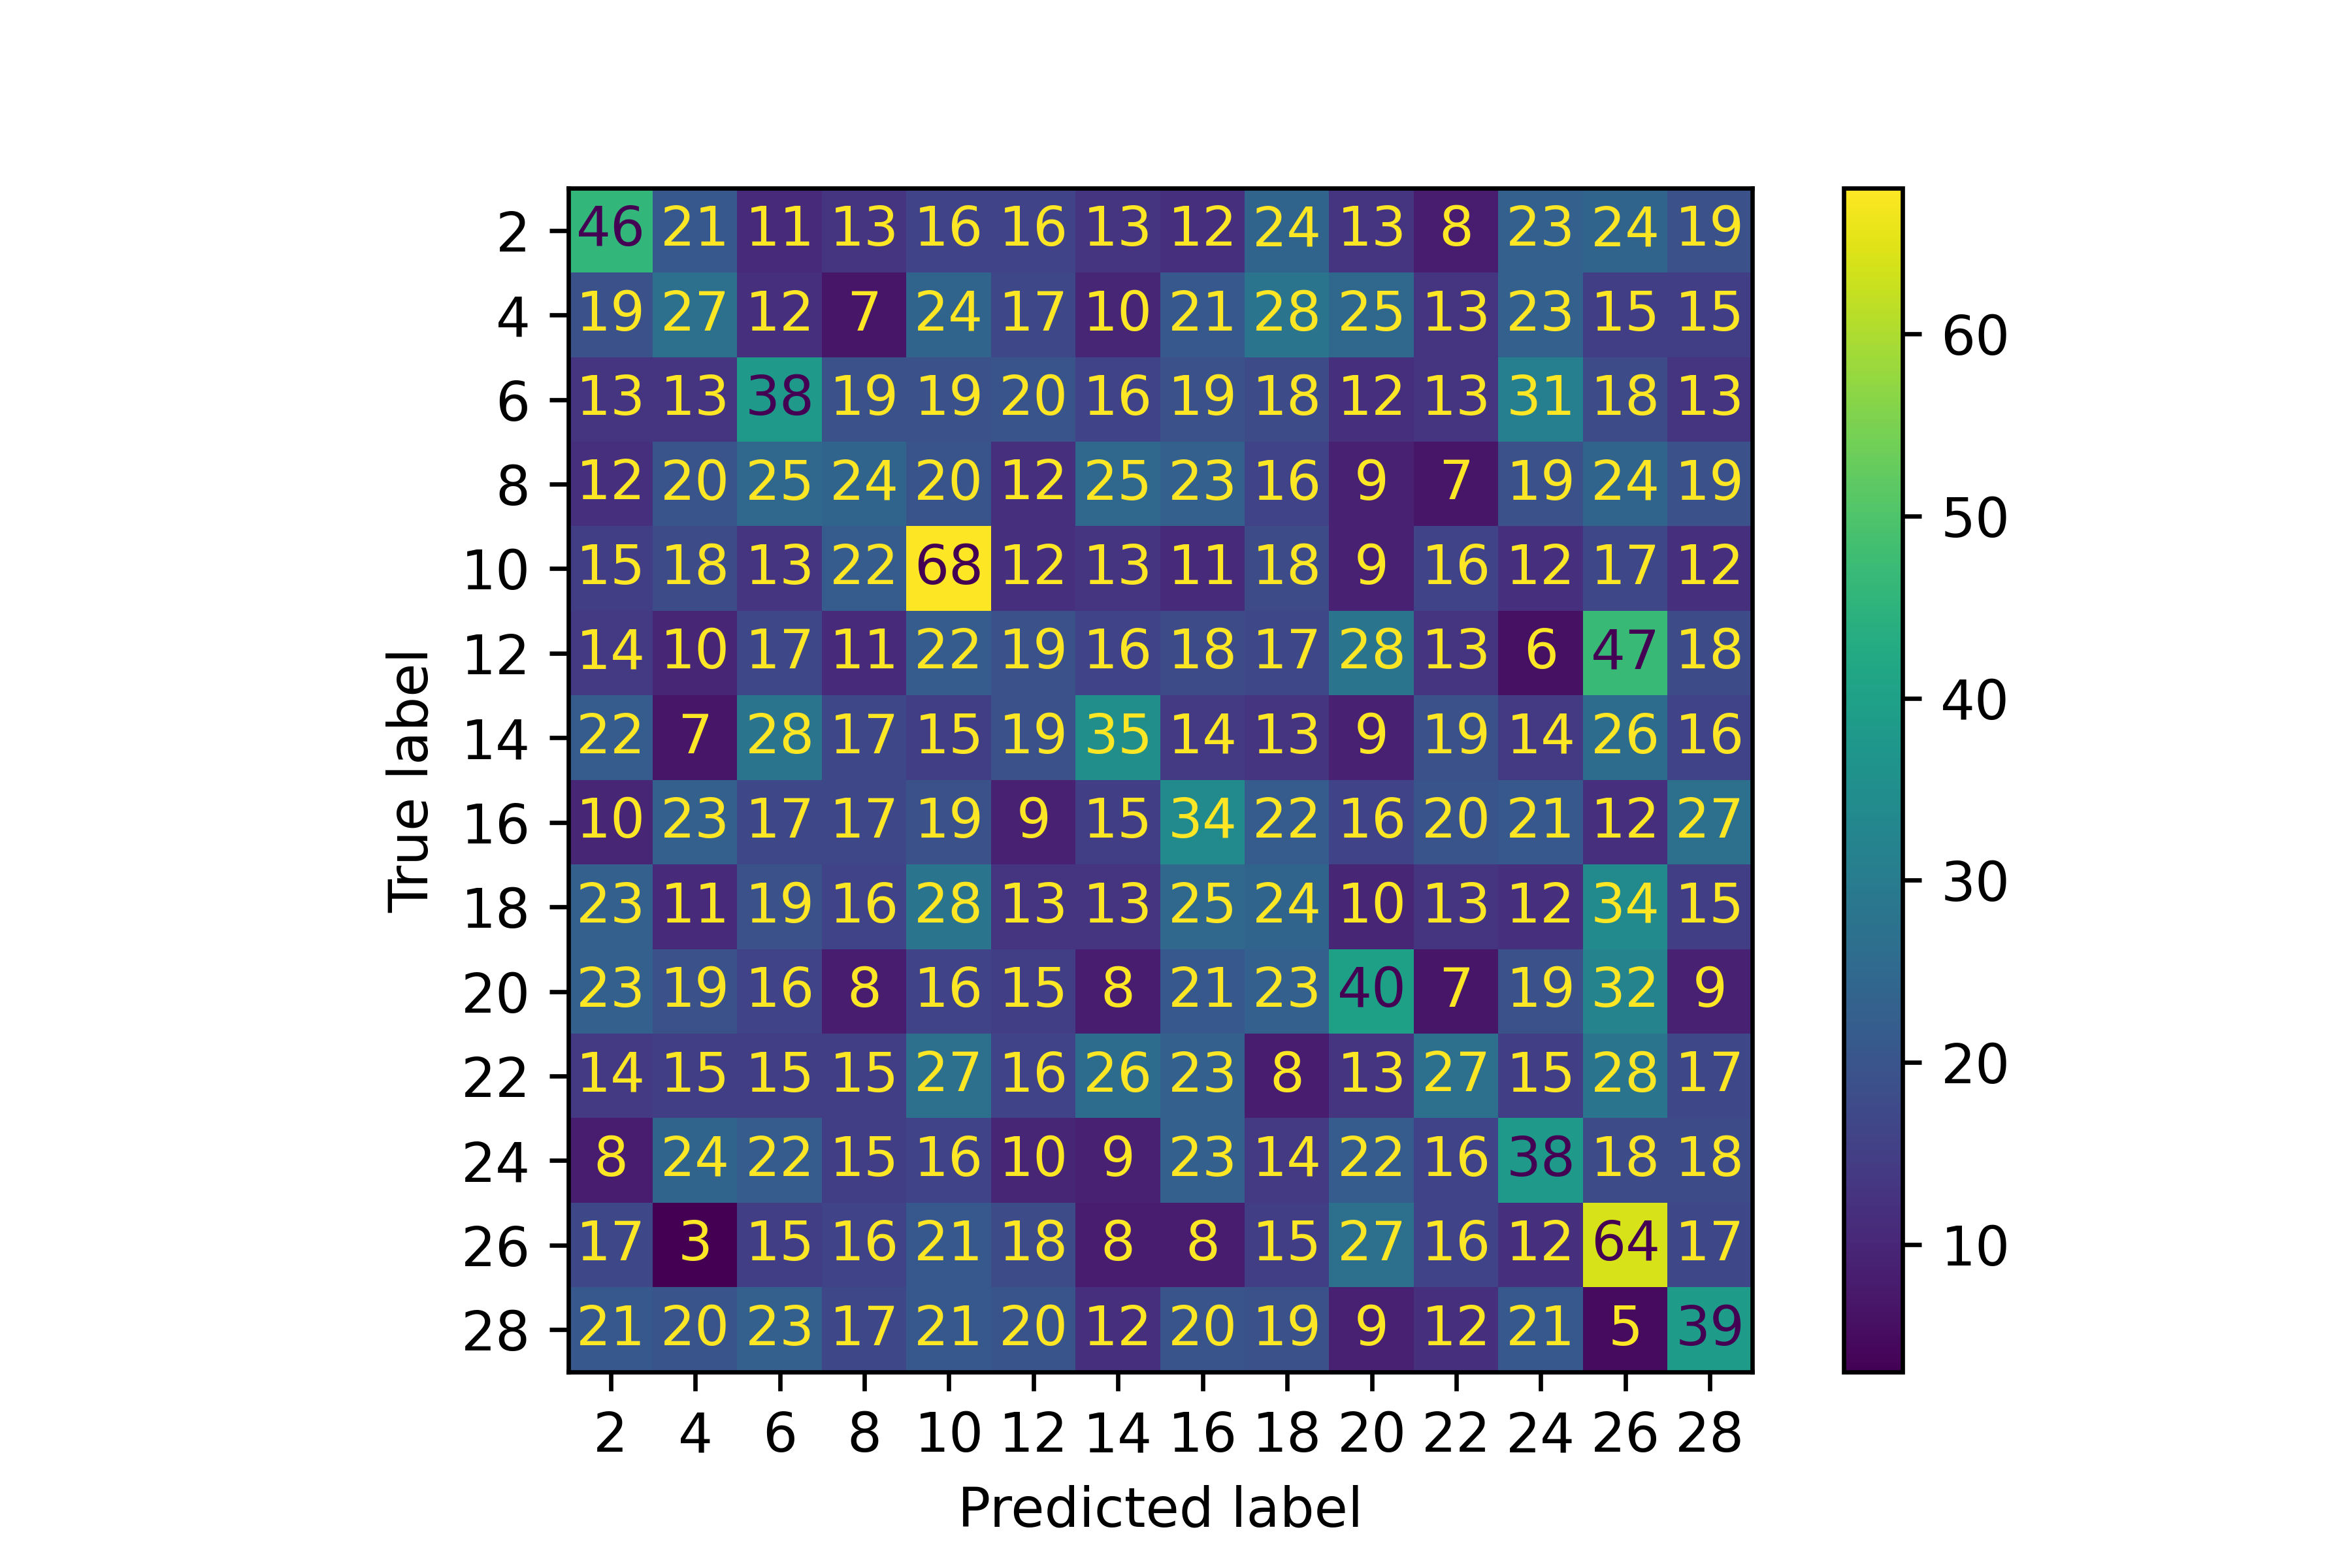 2 46 21 11 13 16 16 13 12 24 13 8 23 24 19
4 19 27 12 7 24 17 10 21 28 25 13 23 15 15
6 13 13 38 19 19 20 16 19 18 12 13 31 18 13
8 12 20 25 24 20 12 25 23 16 9 7 19 24 19
10 15 18 13 22 68 12 13 11 18 9 16 12 17 12
12 14 10 17 11 22 19 16 18 17 28 13 6 47 18
14 22 7 28 17 15 19 35 14 13 9 19 14 26 16
16 10 23 17 17 19 9 15 34 22 16 20 21 12 27
18 23 11 19 16 28 13 13 25 24 10 13 12 34 15
20 23 19 16 8 16 15 8 21 23 40 7 19 32 9
22 14 15 15 15 27 16 26 23 8 13 27 15 28 17
24 8 24 22 15 16 10 9 23 14 22 16 38 18 18
26 17 3 15 16 21 18 8 8 15 27 16 12 64 17
28 21 20 23 17 21 20 12 20 19 9 12 21 5 39
2 4 6 8 10 12 14 16 18 20 22 24 26 28
Predicted label
True label
60
50
40
30
20
10